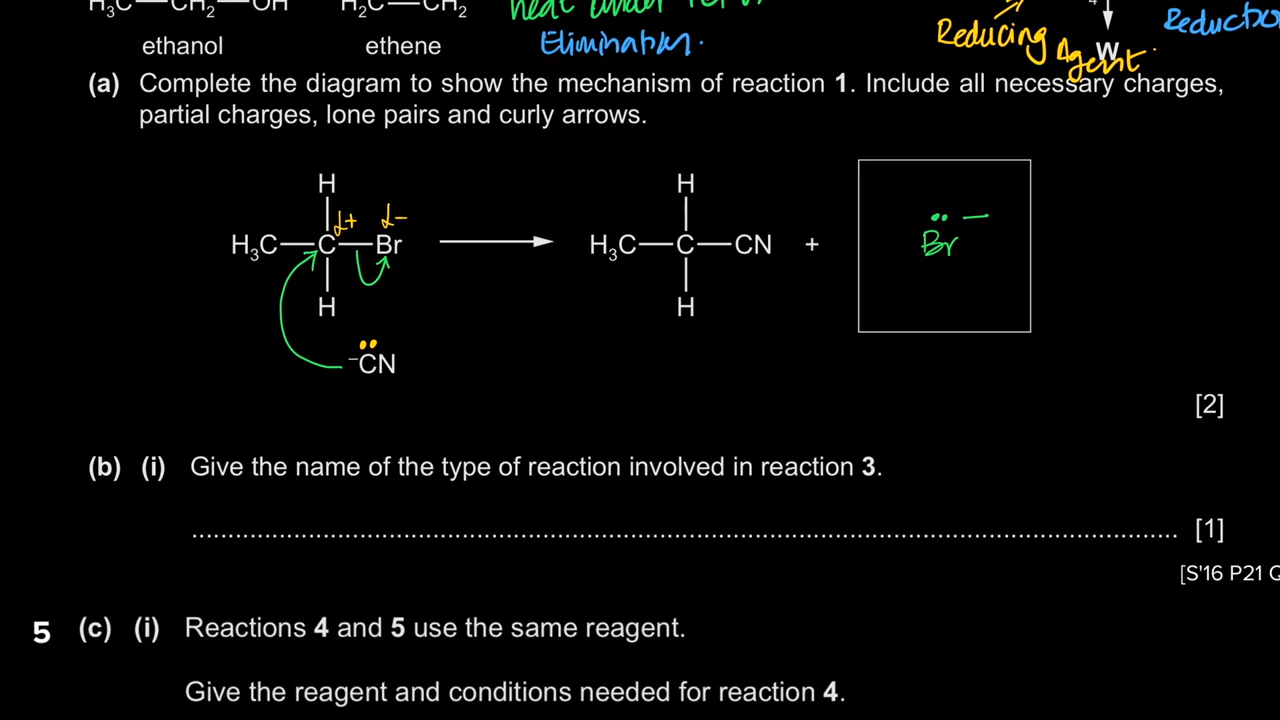 H₃C—CH₂—OH H₂C—CH₂ heat under
ethanol ethene Elimination. Reducing Agent. W
(a) Complete the diagram to show the mechanism of reaction 1. Include all necessary charges,
partial charges, lone pairs and curly arrows.
H H
δ+ δ− •• —
H₃C—C—Br H₃C—C—CN + Br
H H
••
⁻CN
[2]
(b) (i) Give the name of the type of reaction involved in reaction 3.
.......... [1]
[S'16 P21 Q
5 (c) (i) Reactions 4 and 5 use the same reagent.
Give the reagent and conditions needed for reaction 4.